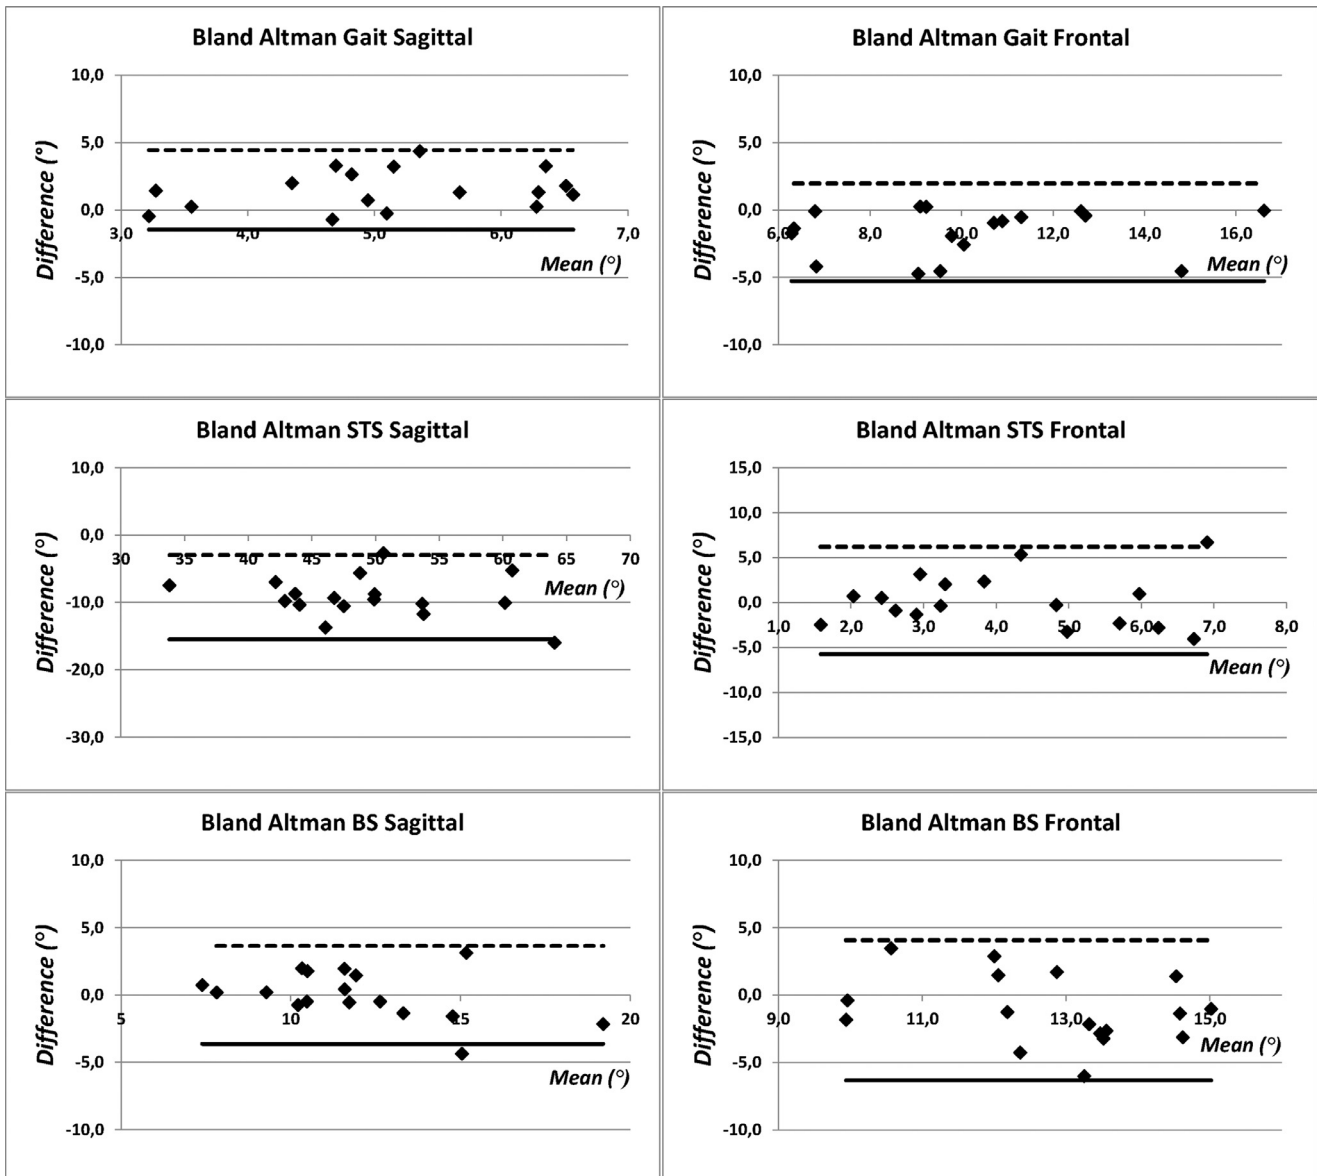 Bland Altman Gait Sagittal
10,0
5,0
0,0
-5,0
-10,0
3,0 4,0 5,0 6,0 7,0
Difference (°)
Mean (°)
Bland Altman Gait Frontal
10,0
5,0
0,0
-5,0
-10,0
6,0 8,0 10,0 12,0 14,0 16,0
Difference (°)
Mean (°)
Bland Altman STS Sagittal
10,0
0,0
-10,0
-20,0
-30,0
30 35 40 45 50 55 60 65 70
Difference (°)
Mean (°)
Bland Altman STS Frontal
15,0
10,0
5,0
0,0
-5,0
-10,0
-15,0
1,0 2,0 3,0 4,0 5,0 6,0 7,0 8,0
Difference (°)
Mean (°)
Bland Altman BS Sagittal
10,0
5,0
0,0
-5,0
-10,0
5 10 15 20
Difference (°)
Mean (°)
Bland Altman BS Frontal
10,0
5,0
0,0
-5,0
-10,0
9,0 11,0 13,0 15,0
Difference (°)
Mean (°)